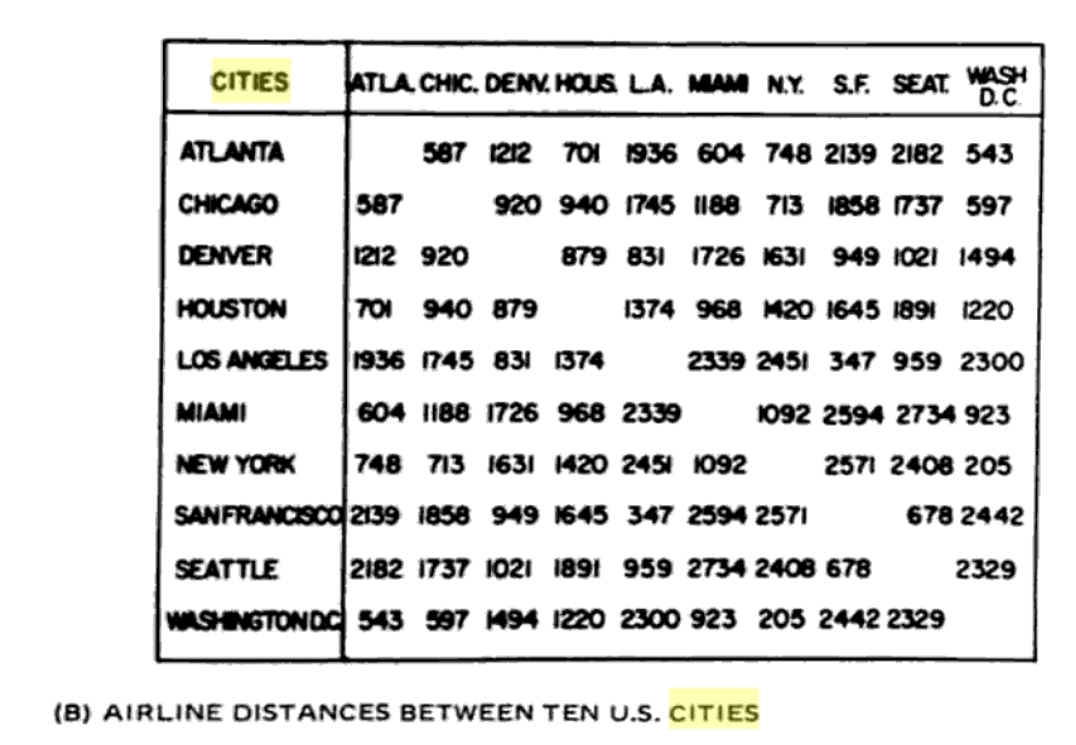 CITIES ATLA. CHIC. DENV. HOUS. L.A. MIAMI N.Y. S.F. SEAT. WASH D.C.
ATLANTA 587 1212 701 1936 604 748 2139 2182 543
CHICAGO 587 920 940 1745 1188 713 1858 1737 597
DENVER 1212 920 879 831 1726 1631 949 1021 1494
HOUSTON 701 940 879 1374 968 1420 1645 1891 1220
LOS ANGELES 1936 1745 831 1374 2339 2451 347 959 2300
MIAMI 604 1188 1726 968 2339 1092 2594 2734 923
NEW YORK 748 713 1631 1420 2451 1092 2571 2408 205
SAN FRANCISCO 2139 1858 949 1645 347 2594 2571 678 2442
SEATTLE 2182 1737 1021 1891 959 2734 2408 678 2329
WASHINGTON D.C. 543 597 1494 1220 2300 923 205 2442 2329
(B) AIRLINE DISTANCES BETWEEN TEN U.S. CITIES